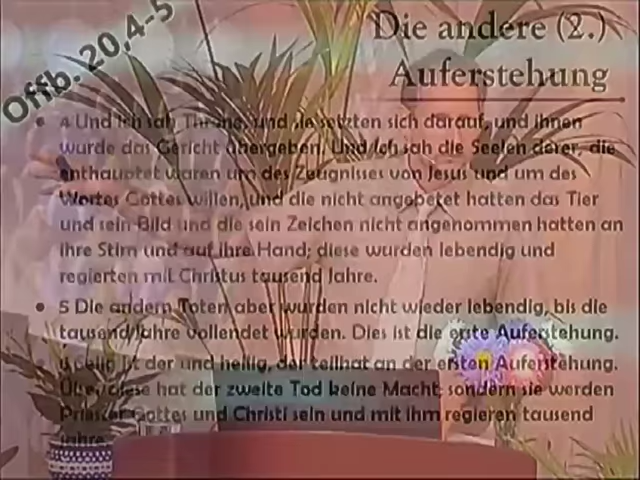 Offb. 20,4-5
Die andere (2.)
Auferstehung
4 Und ich sah Throne, und sie setzten sich darauf, und ihnen
wurde das Gericht übergeben. Und ich sah die Seelen derer, die
enthauptet waren um des Zeugnisses von Jesus und um des
Wortes Gottes willen, und die nicht angebetet hatten das Tier
und sein Bild und die sein Zeichen nicht angenommen hatten an
ihre Stirn und auf ihre Hand; diese wurden lebendig und
regierten mit Christus tausend Jahre.
5 Die andern Toten aber wurden nicht wieder lebendig, bis die
tausend Jahre vollendet wurden. Dies ist die erste Auferstehung.
6 Selig ist der und heilig, der teilhat an der ersten Auferstehung.
Über diese hat der zweite Tod keine Macht; sondern sie werden
Priester Gottes und Christi sein und mit ihm regieren tausend
Jahre.